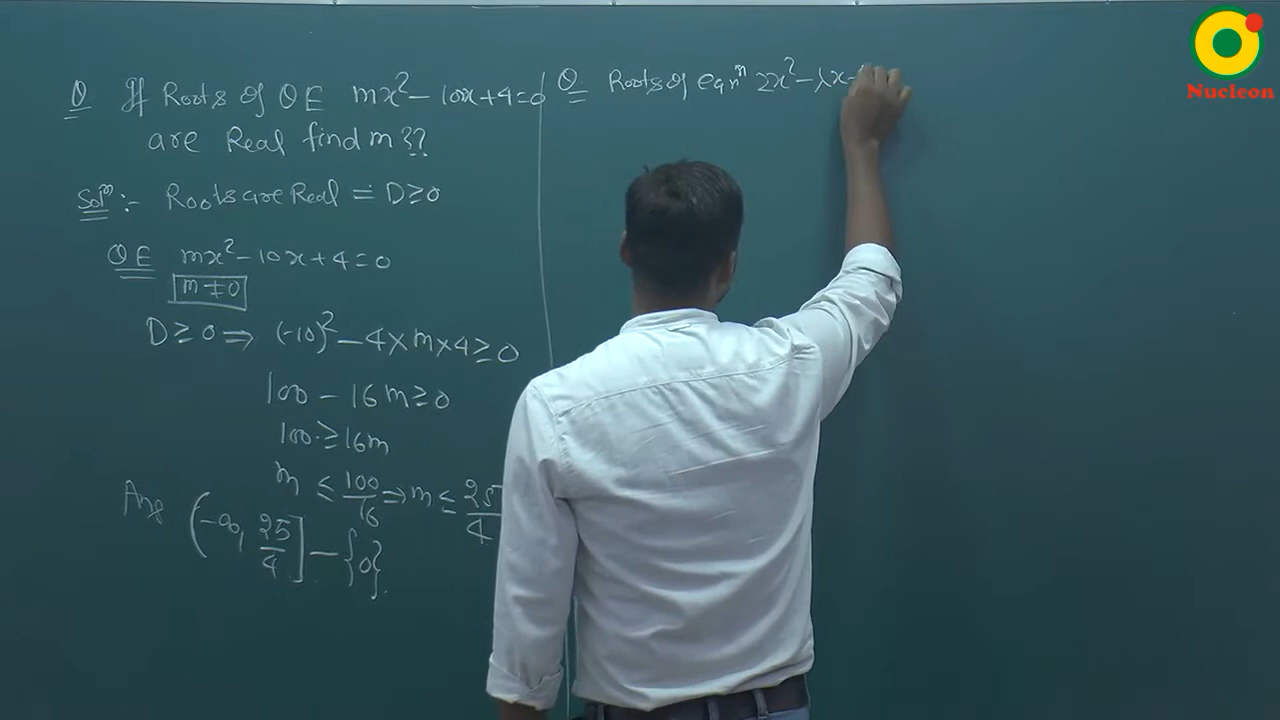 Q If Roots of QE mx² - 10x + 4 = 0
are Real find m ??
Solⁿ :- Roots are Real = D ≥ 0
QE mx² - 10x + 4 = 0
m ≠ 0
D ≥ 0 ⇒ (-10)² - 4 × m × 4 ≥ 0
100 - 16m ≥ 0
100 ≥ 16m
m ≤ 100/16 ⇒ m ≤ 25/4
Ans (-∞, 25/4] - {0}
Q Roots of eqnⁿ 2x² - λx -
Nucleon